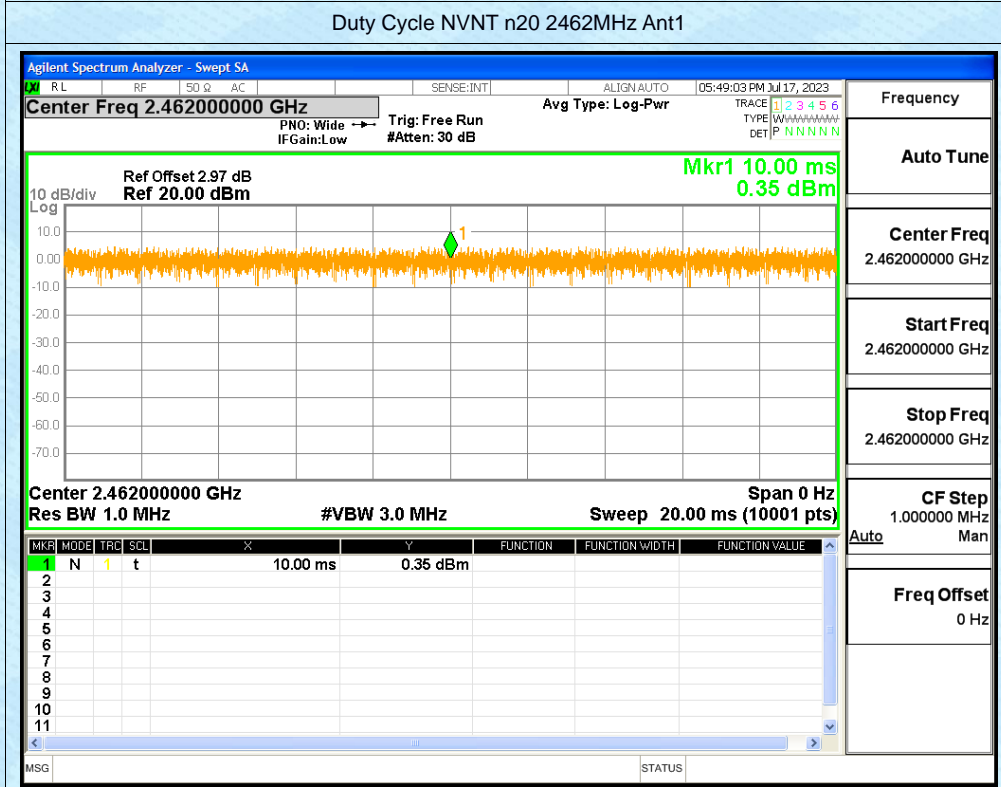 Duty Cycle NVNT n20 2462MHz Ant1
Agilent Spectrum Analyzer - Swept SA
LXI RL RF 50 Ω AC SENSE:INT ALIGN AUTO 05:49:03 PM Jul 17, 2023
Center Freq 2.462000000 GHz
PNO: Wide
IFGain:Low
Trig: Free Run
#Atten: 30 dB
Avg Type: Log-Pwr
TRACE 1 2 3 4 5 6
TYPE WWWWWW
DET P N N N N N
Ref Offset 2.97 dB
10 dB/div Ref 20.00 dBm
Log
Mkr1 10.00 ms
0.35 dBm
10.0
1
0.00
-10.0
-20.0
-30.0
-40.0
-50.0
-60.0
-70.0
Center 2.462000000 GHz Span 0 Hz
Res BW 1.0 MHz #VBW 3.0 MHz Sweep 20.00 ms (10001 pts)
MKR MODE TRC SCL X Y FUNCTION FUNCTION WIDTH FUNCTION VALUE
1 N 1 t 10.00 ms 0.35 dBm
2
3
4
5
6
7
8
9
10
11
MSG STATUS
Frequency
Auto Tune
Center Freq
2.462000000 GHz
Start Freq
2.462000000 GHz
Stop Freq
2.462000000 GHz
CF Step
1.000000 MHz
Auto Man
Freq Offset
0 Hz